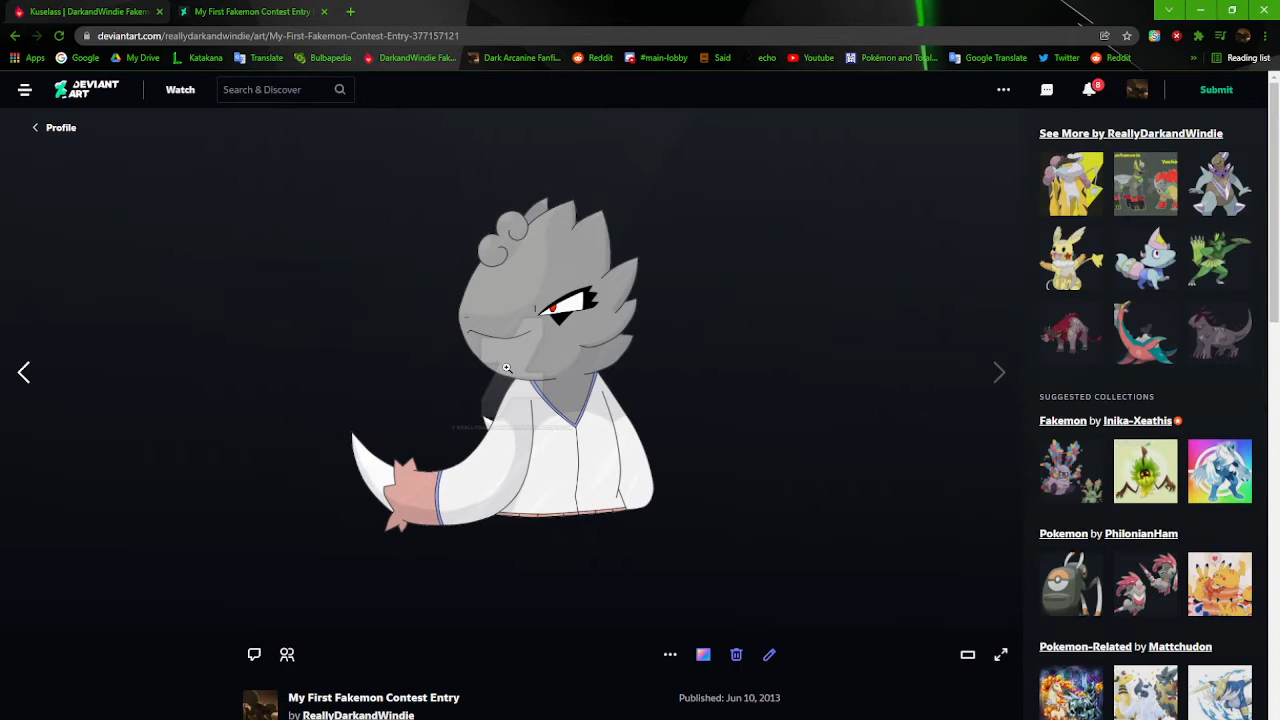 Kuselass | DarkandWindie Fakem
My First Fakemon Contest Entry
deviantart.com/reallydarkandwindie/art/My-First-Fakemon-Contest-Entry-377157121
Apps Google My Drive Katakana Translate Bulbapedia DarkandWindie Fak... Dark Arcanine Fanfi... Reddit #main-lobby Said echo Youtube Pokémon and Total... Google Translate Twitter Reddit » Reading list
DEVIANT ART Watch Search & Discover 8 Submit
Profile
See More by ReallyDarkandWindie
SUGGESTED COLLECTIONS
Fakemon by Inika-Xeathis
Pokemon by PhilonianHam
Pokemon-Related by Mattchudon
My First Fakemon Contest Entry
by ReallyDarkandWindie
Published: Jun 10, 2013